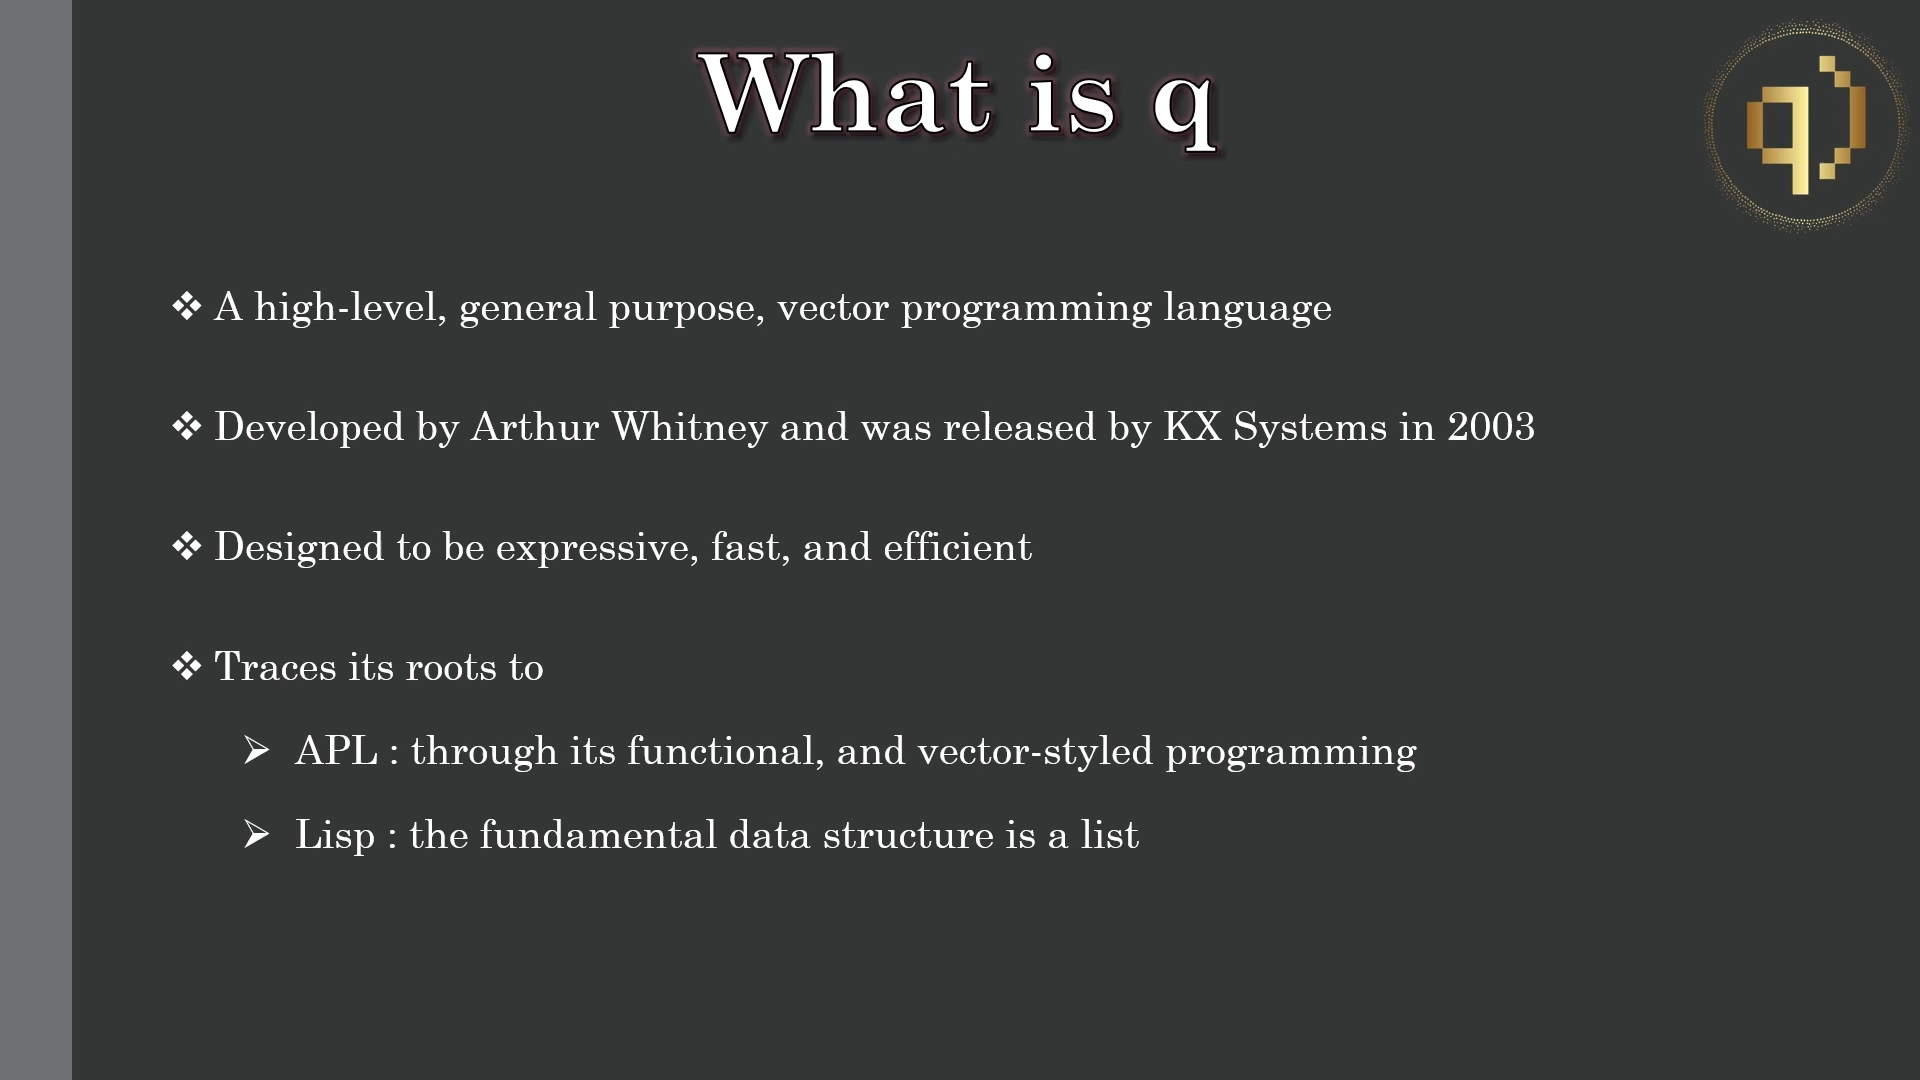 What is q
q)
❖ A high-level, general purpose, vector programming language
❖ Developed by Arthur Whitney and was released by KX Systems in 2003
❖ Designed to be expressive, fast, and efficient
❖ Traces its roots to
➢ APL : through its functional, and vector-styled programming
➢ Lisp : the fundamental data structure is a list